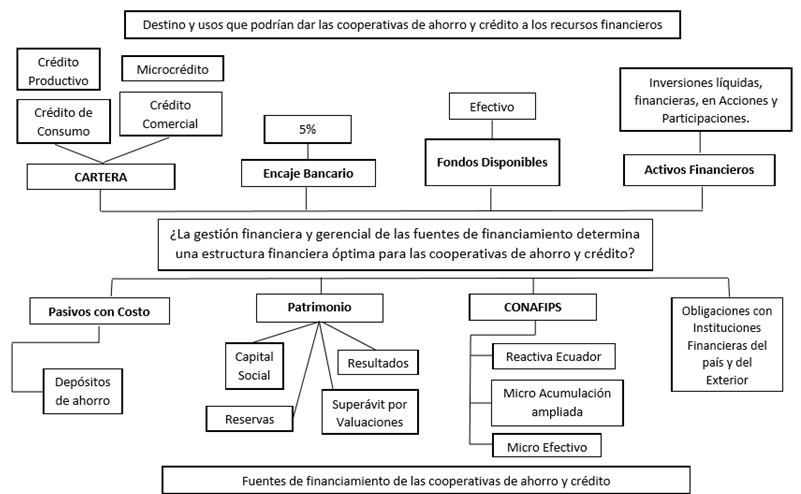 Destino y usos que podrían dar las cooperativas de ahorro y crédito a los recursos financieros
Crédito
Productivo
Microcrédito
Crédito de
Consumo
Crédito
Comercial
CARTERA
5%
Encaje Bancario
Efectivo
Fondos Disponibles
Inversiones líquidas,
financieras, en Acciones y
Participaciones.
Activos Financieros
¿La gestión financiera y gerencial de las fuentes de financiamiento determina
una estructura financiera óptima para las cooperativas de ahorro y crédito?
Pasivos con Costo
Depósitos
de ahorro
Patrimonio
Capital
Social
Resultados
Reservas
Superávit por
Valuaciones
CONAFIPS
Reactiva Ecuador
Micro Acumulación
ampliada
Micro Efectivo
Obligaciones con
Instituciones
Financieras del
país y del
Exterior
Fuentes de financiamiento de las cooperativas de ahorro y crédito